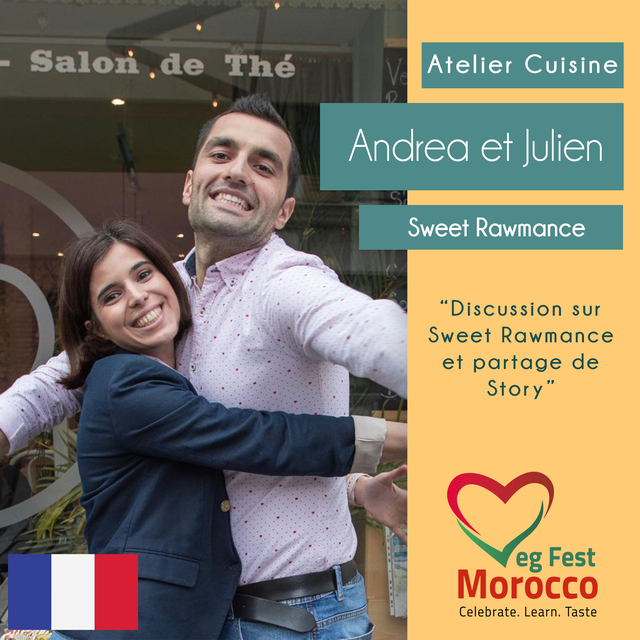 - Salon de Thé
Atelier Cuisine
Andrea et Julien
Sweet Rawmance
“Discussion sur
Sweet Rawmance
et partage de
Story”
Veg Fest
Morocco
Celebrate. Learn. Taste